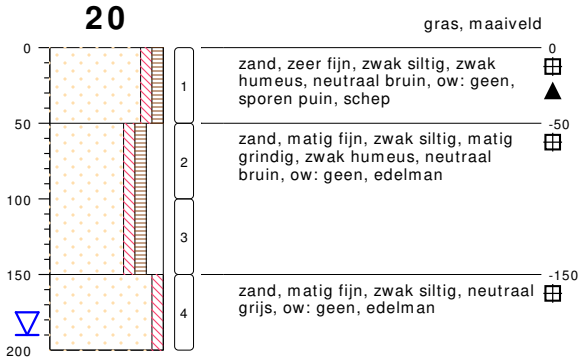 20
gras, maaiveld
0
0
zand, zeer fijn, zwak siltig, zwak
humeus, neutraal bruin, ow: geen,
sporen puin, schep
1
50
-50
zand, matig fijn, zwak siltig, matig
grindig, zwak humeus, neutraal
bruin, ow: geen, edelman
2
100
3
150
-150
zand, matig fijn, zwak siltig, neutraal
grijs, ow: geen, edelman
4
200